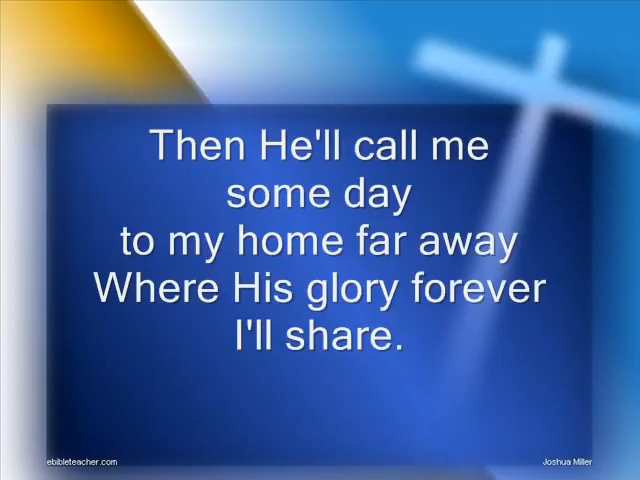 Then He'll call me
some day
to my home far away
Where His glory forever
I'll share.
ebibleteacher.com
Joshua Miller